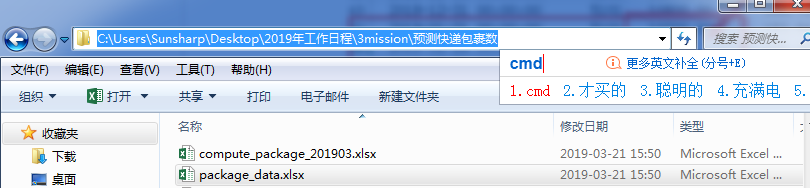 C:\Users\Sunsharp\Desktop\2019年工作日程\3mission\预测快递包裹数
搜索 预测快...
cmd 更多英文补全(分号+E)
1.cmd 2.才买的 3.聪明的 4.充满电 5.
文件(F) 编辑(E) 查看(V) 工具(T) 帮助(H)
组织 打开 共享 打印 电子邮件 新建文件夹
收藏夹 名称 修改日期 类型
下载 compute_package_201903.xlsx 2019-03-21 15:50 Microsoft Excel ...
桌面 package_data.xlsx 2019-03-21 15:50 Microsoft Excel ...